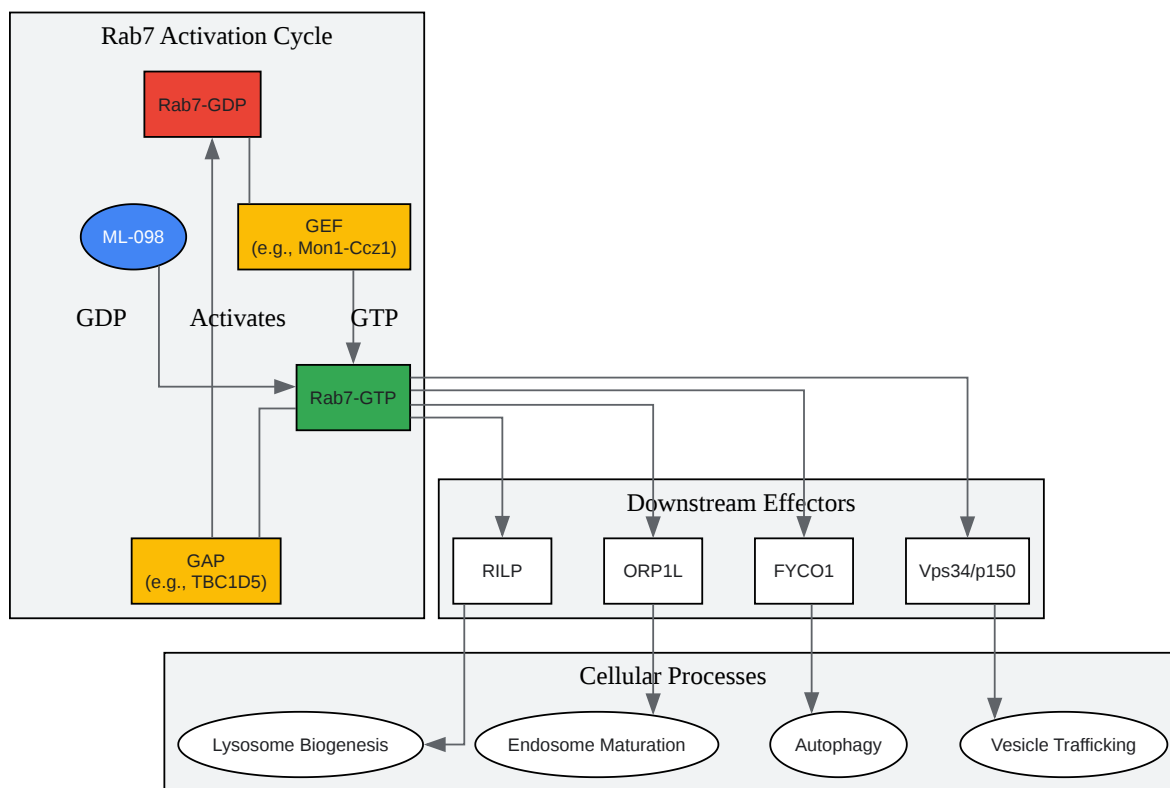 Rab7 Activation Cycle
Rab7-GDP
ML-098
GEF
(e.g., Mon1-Ccz1)
GDP
Activates
GTP
Rab7-GTP
GAP
(e.g., TBC1D5)
Downstream Effectors
RILP
ORP1L
FYCO1
Vps34/p150
Cellular Processes
Lysosome Biogenesis
Endosome Maturation
Autophagy
Vesicle Trafficking